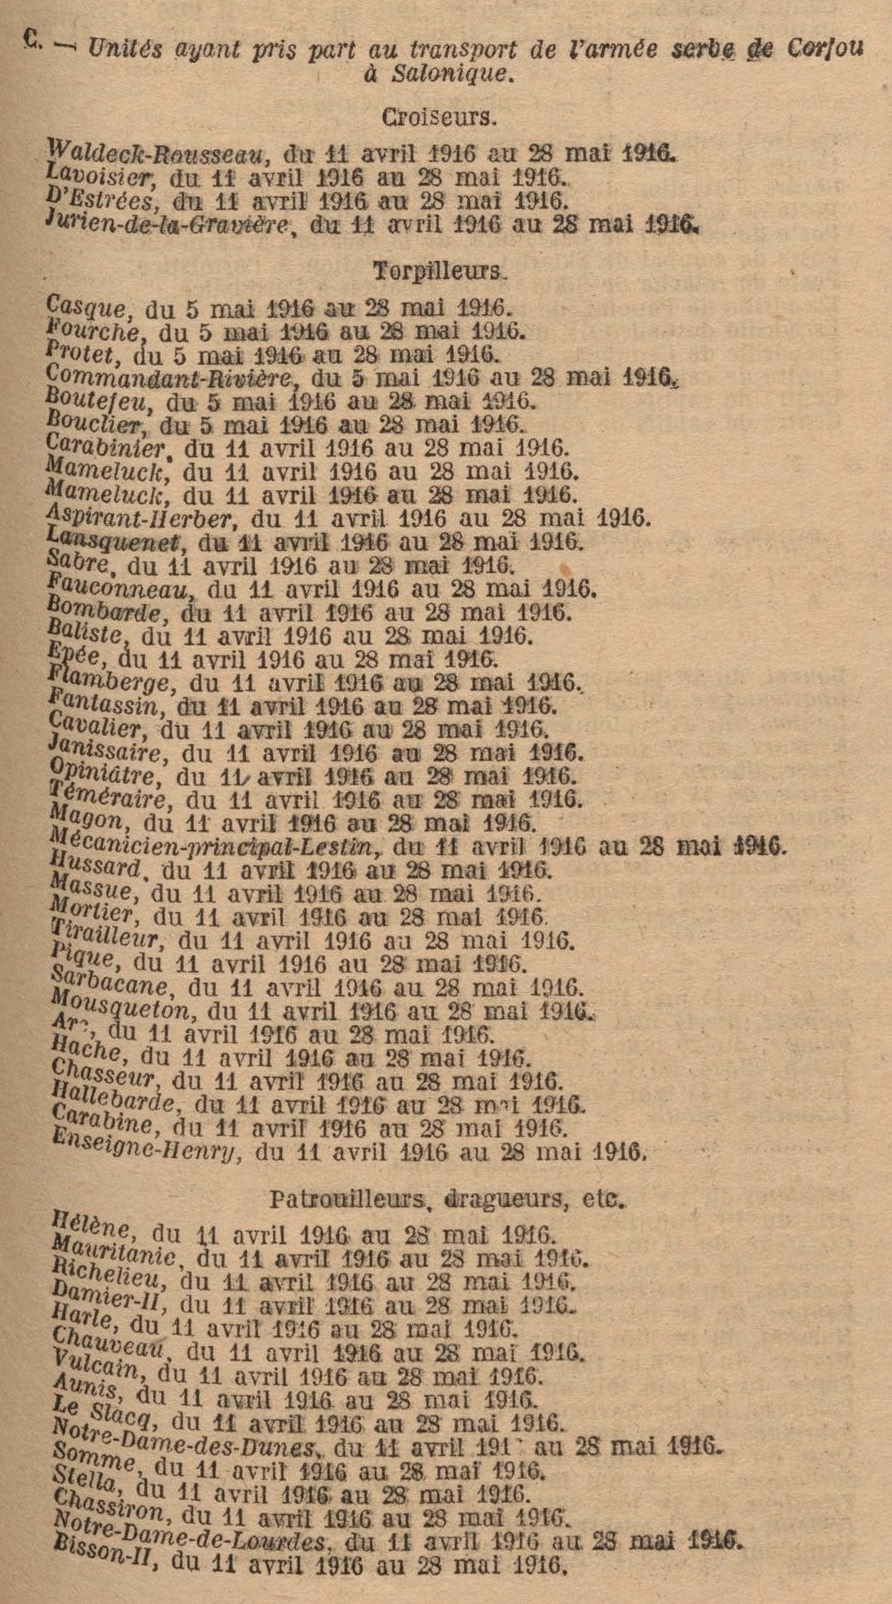 C. — Unités ayant pris part au transport de l'armée serbe de Corfou
à Salonique.
Croiseurs.
Waldeck-Rousseau, du 11 avril 1916 au 28 mai 1916.
Lavoisier, du 11 avril 1916 au 28 mai 1916.
D'Estrées, du 11 avril 1916 au 28 mai 1916.
Jurien-de-la-Gravière, du 11 avril 1916 au 28 mai 1916.
Torpilleurs.
Casque, du 5 mai 1916 au 28 mai 1916.
Fourche, du 5 mai 1916 au 28 mai 1916.
Protet, du 5 mai 1916 au 28 mai 1916.
Commandant-Rivière, du 5 mai 1916 au 28 mai 1916.
Boutefeu, du 5 mai 1916 au 28 mai 1916.
Bouclier, du 5 mai 1916 au 28 mai 1916.
Carabinier, du 11 avril 1916 au 28 mai 1916.
Mameluck, du 11 avril 1916 au 28 mai 1916.
Mameluck, du 11 avril 1916 au 28 mai 1916.
Aspirant-Herber, du 11 avril 1916 au 28 mai 1916.
Lansquenet, du 11 avril 1916 au 28 mai 1916.
Sabre, du 11 avril 1916 au 28 mai 1916.
Fauconneau, du 11 avril 1916 au 28 mai 1916.
Bombarde, du 11 avril 1916 au 28 mai 1916.
Baliste, du 11 avril 1916 au 28 mai 1916.
Epée, du 11 avril 1916 au 28 mai 1916.
Flamberge, du 11 avril 1916 au 28 mai 1916.
Fantassin, du 11 avril 1916 au 28 mai 1916.
Cavalier, du 11 avril 1916 au 28 mai 1916.
Janissaire, du 11 avril 1916 au 28 mai 1916.
Opiniâtre, du 11 avril 1916 au 28 mai 1916.
Téméraire, du 11 avril 1916 au 28 mai 1916.
Magon, du 11 avril 1916 au 28 mai 1916.
Mécanicien-principal-Lestin, du 11 avril 1916 au 28 mai 1916.
Hussard, du 11 avril 1916 au 28 mai 1916.
Massue, du 11 avril 1916 au 28 mai 1916.
Mortier, du 11 avril 1916 au 28 mai 1916.
Tirailleur, du 11 avril 1916 au 28 mai 1916.
Pique, du 11 avril 1916 au 28 mai 1916.
Sarbacane, du 11 avril 1916 au 28 mai 1916.
Mousqueton, du 11 avril 1916 au 28 mai 1916.
Arc, du 11 avril 1916 au 28 mai 1916.
Hache, du 11 avril 1916 au 28 mai 1916.
Chasseur, du 11 avril 1916 au 28 mai 1916.
Hallebarde, du 11 avril 1916 au 28 mai 1916.
Carabine, du 11 avril 1916 au 28 mai 1916.
Enseigne-Henry, du 11 avril 1916 au 28 mai 1916.
Patrouilleurs, dragueurs, etc.
Hélène, du 11 avril 1916 au 28 mai 1916.
Mauritanie, du 11 avril 1916 au 28 mai 1916.
Richelieu, du 11 avril 1916 au 28 mai 1916.
Damier-II, du 11 avril 1916 au 28 mai 1916.
Harle, du 11 avril 1916 au 28 mai 1916.
Chauveau, du 11 avril 1916 au 28 mai 1916.
Vulcain, du 11 avril 1916 au 28 mai 1916.
Aunis, du 11 avril 1916 au 28 mai 1916.
Le Slacq, du 11 avril 1916 au 28 mai 1916.
Notre-Dame-des-Dunes, du 11 avril au 28 mai 1916.
Somme, du 11 avril 1916 au 28 mai 1916.
Stella, du 11 avril 1916 au 28 mai 1916.
Chassiron, du 11 avril 1916 au 28 mai 1916.
Notre-Dame-de-Lourdes, du 11 avril 1916 au 28 mai 1916.
Bisson-II, du 11 avril 1916 au 28 mai 1916.